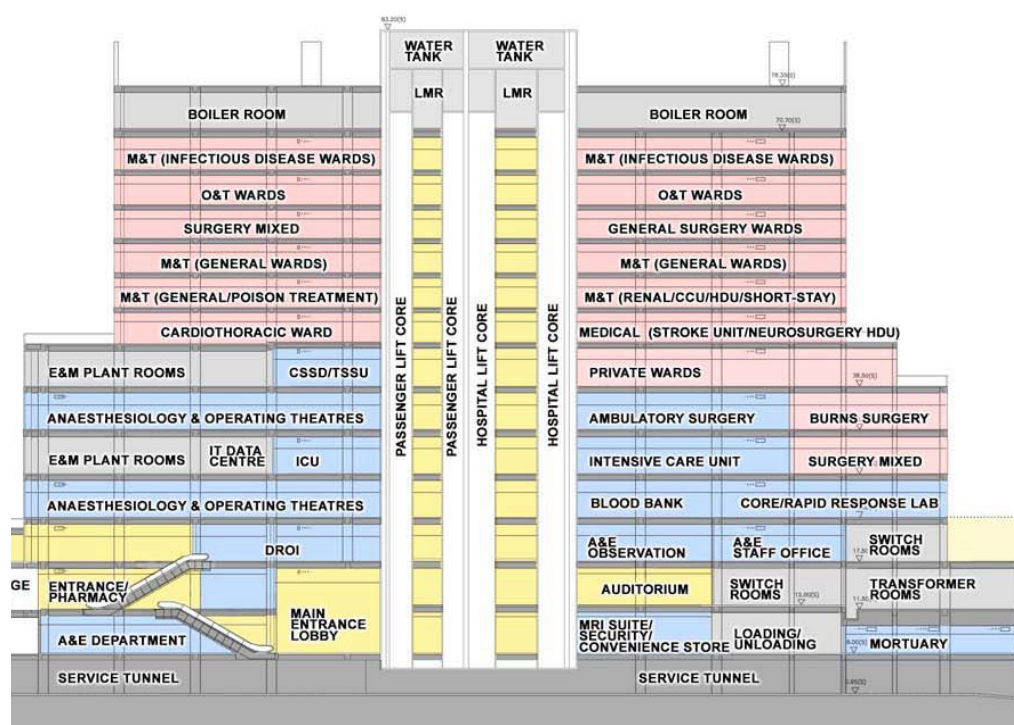 83.20(S)
WATER
TANK
WATER
TANK
LMR
LMR
78.20(S)
BOILER ROOM
BOILER ROOM
70.70(S)
M&T (INFECTIOUS DISEASE WARDS)
M&T (INFECTIOUS DISEASE WARDS)
O&T WARDS
O&T WARDS
SURGERY MIXED
GENERAL SURGERY WARDS
M&T (GENERAL WARDS)
M&T (GENERAL WARDS)
M&T (GENERAL/POISON TREATMENT)
M&T (RENAL/CCU/HDU/SHORT-STAY)
CARDIOTHORACIC WARD
MEDICAL (STROKE UNIT/NEUROSURGERY HDU)
PASSENGER LIFT CORE
PASSENGER LIFT CORE
HOSPITAL LIFT CORE
HOSPITAL LIFT CORE
E&M PLANT ROOMS
CSSD/TSSU
PRIVATE WARDS
ANAESTHESIOLOGY & OPERATING THEATRES
AMBULATORY SURGERY
BURNS SURGERY
E&M PLANT ROOMS
IT DATA
CENTRE
ICU
INTENSIVE CARE UNIT
SURGERY MIXED
ANAESTHESIOLOGY & OPERATING THEATRES
BLOOD BANK
CORE/RAPID RESPONSE LAB
DROI
A&E
OBSERVATION
A&E
STAFF OFFICE
SWITCH
ROOMS
GE
ENTRANCE/
PHARMACY
AUDITORIUM
SWITCH
ROOMS
TRANSFORMER
ROOMS
A&E DEPARTMENT
MAIN
ENTRANCE
LOBBY
MRI SUITE/
SECURITY/
CONVENIENCE STORE
LOADING/
UNLOADING
MORTUARY
SERVICE TUNNEL
SERVICE TUNNEL